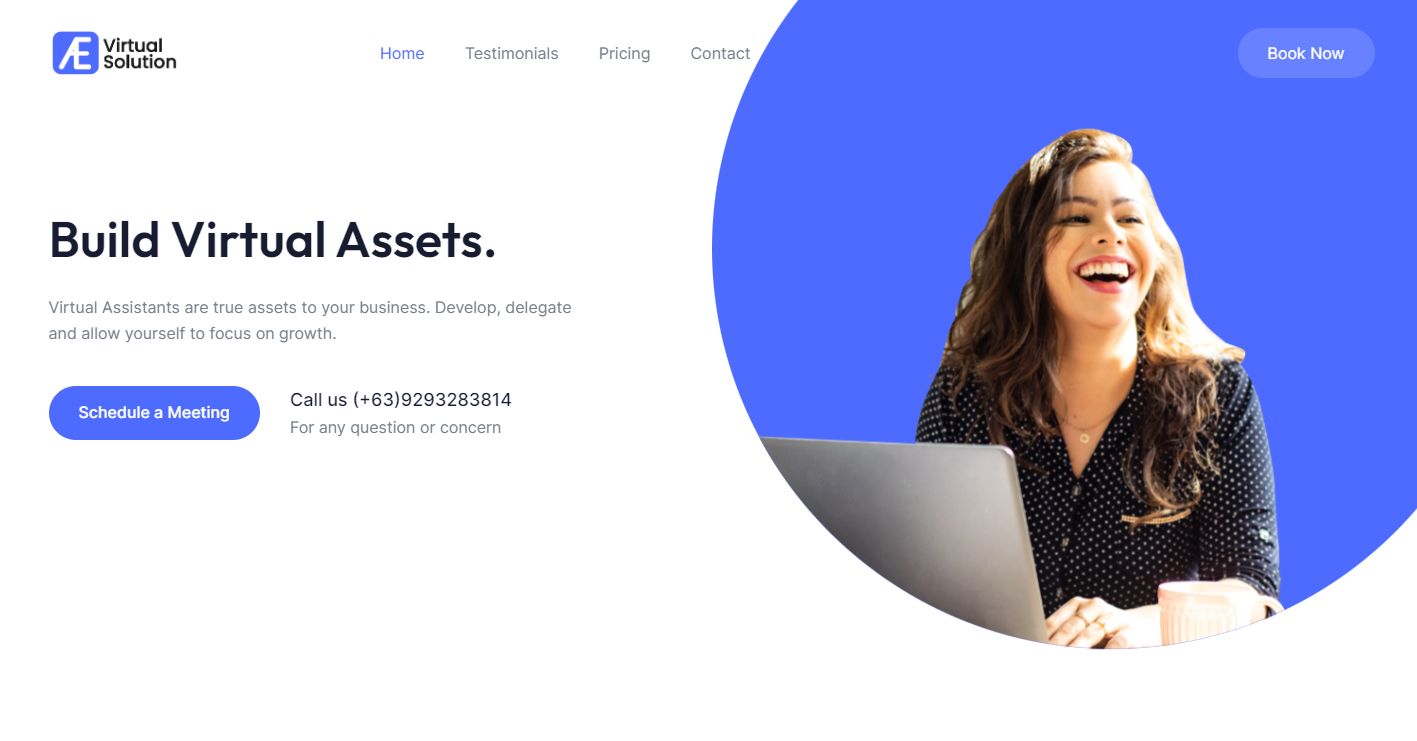 Æ Virtual
Solution
Home Testimonials Pricing Contact Book Now
Build Virtual Assets.
Virtual Assistants are true assets to your business. Develop, delegate
and allow yourself to focus on growth.
Schedule a Meeting
Call us (+63)9293283814
For any question or concern